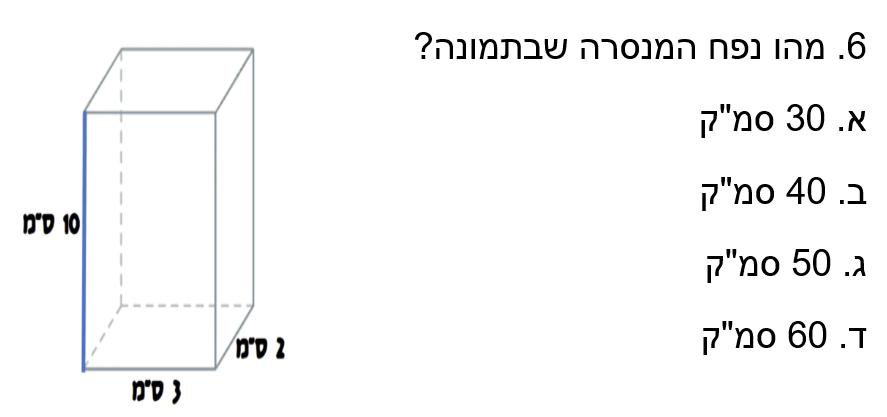 6. מהו נפח המנסרה שבתמונה?
א. 30 סמ"ק
ב. 40 סמ"ק
ג. 50 סמ"ק
ד. 60 סמ"ק
10 ס"מ
2 ס"מ
3 ס"מ